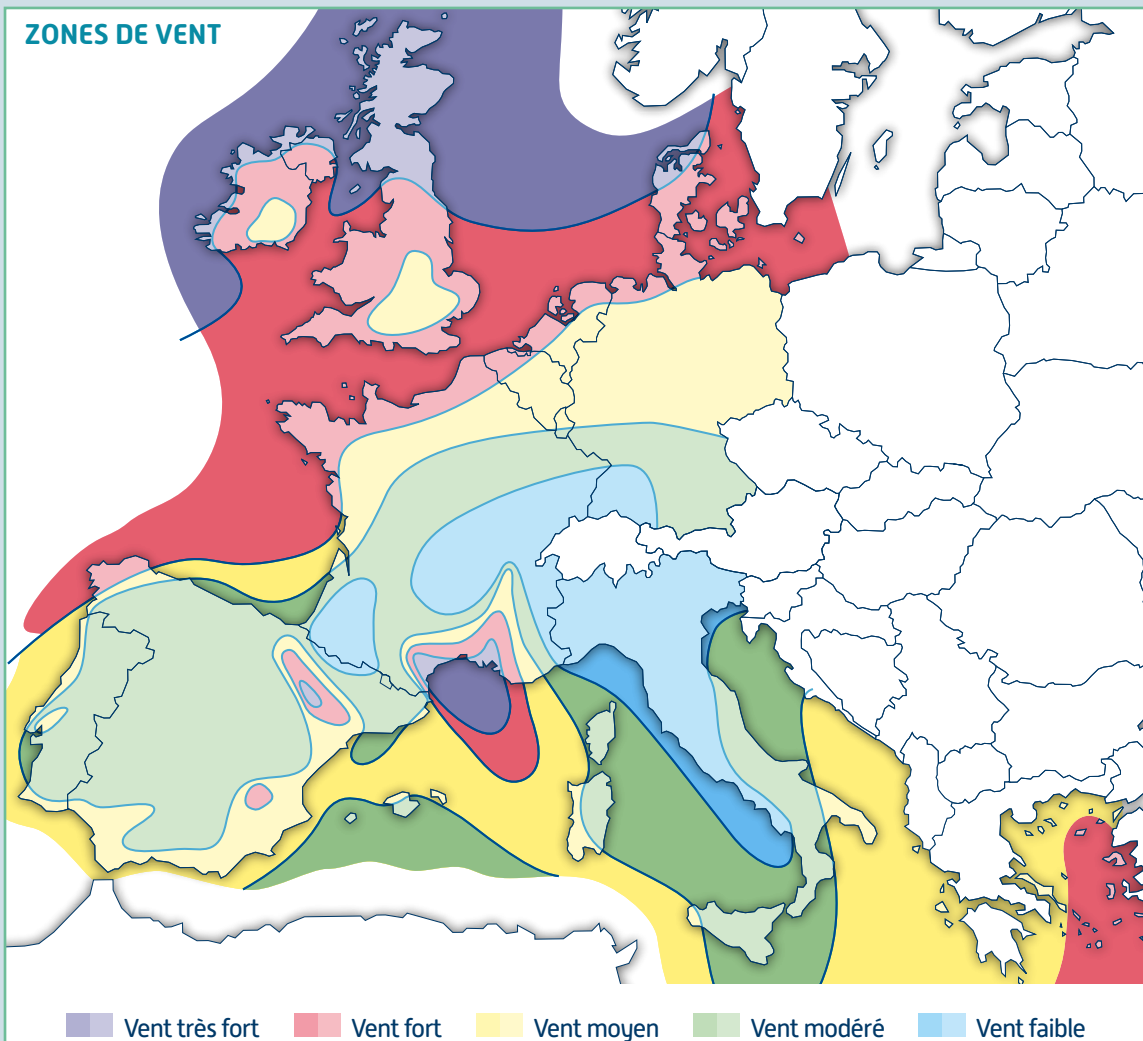 ZONES DE VENT
Vent très fort
Vent fort
Vent moyen
Vent modéré
Vent faible